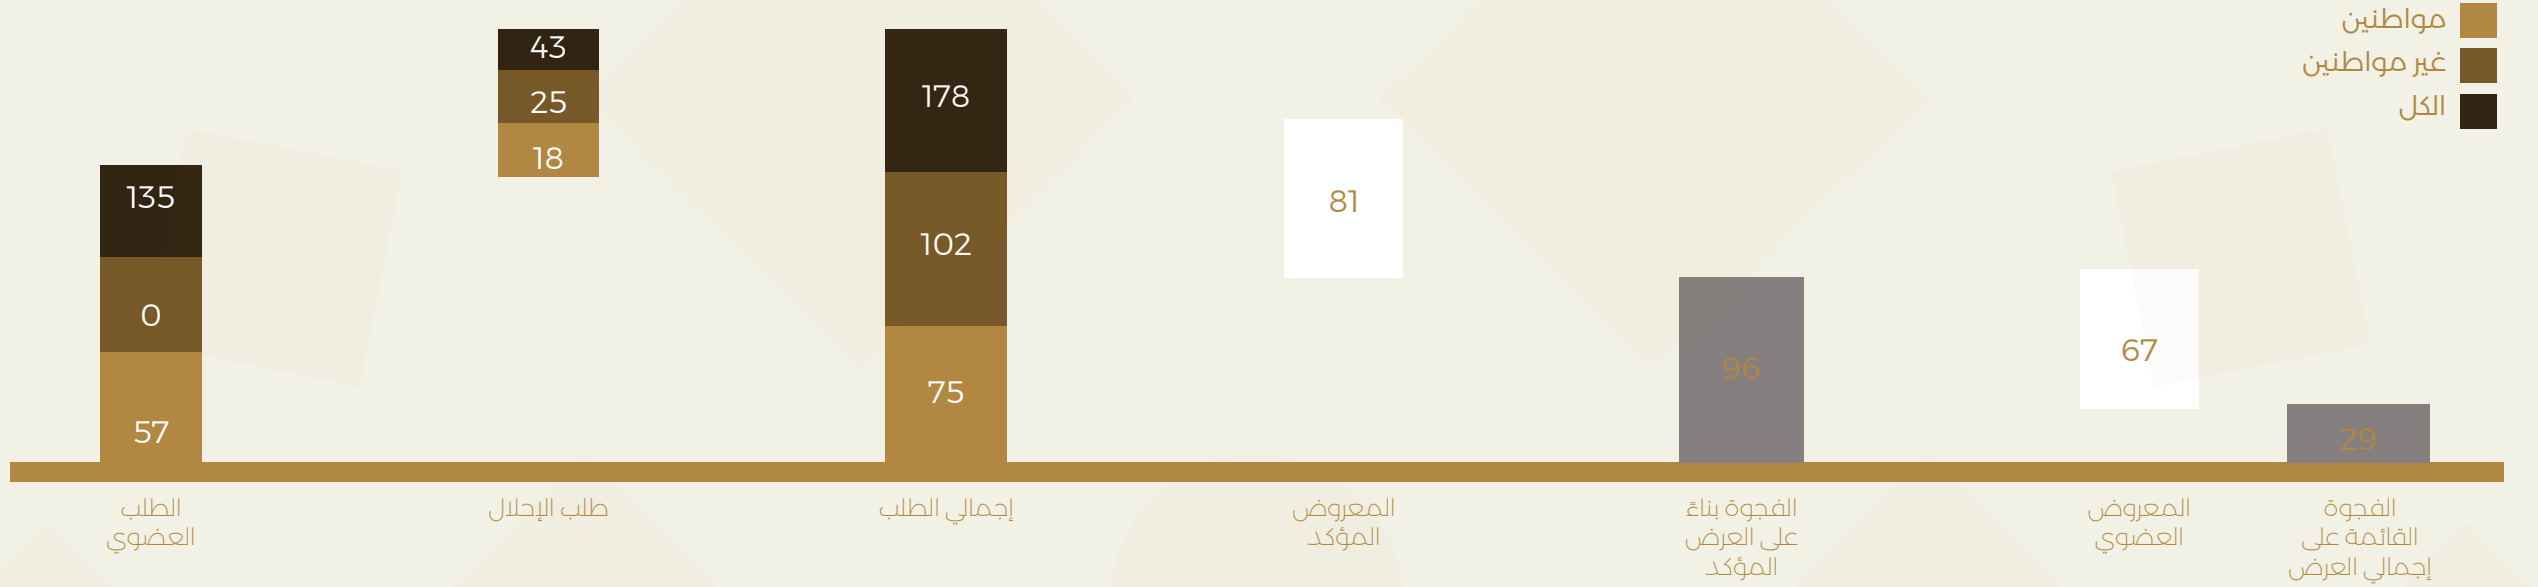 مواطنين
غير مواطنين
الكل
135
0
57
43
25
18
178
102
75
81
96
67
29
الطلب
العضوي
طلب الإحلال
إجمالي الطلب
المعروض
المؤكد
الفجوة بناءً
على العرض
المؤكد
المعروض
العضوي
الفجوة
القائمة على
إجمالي العرض